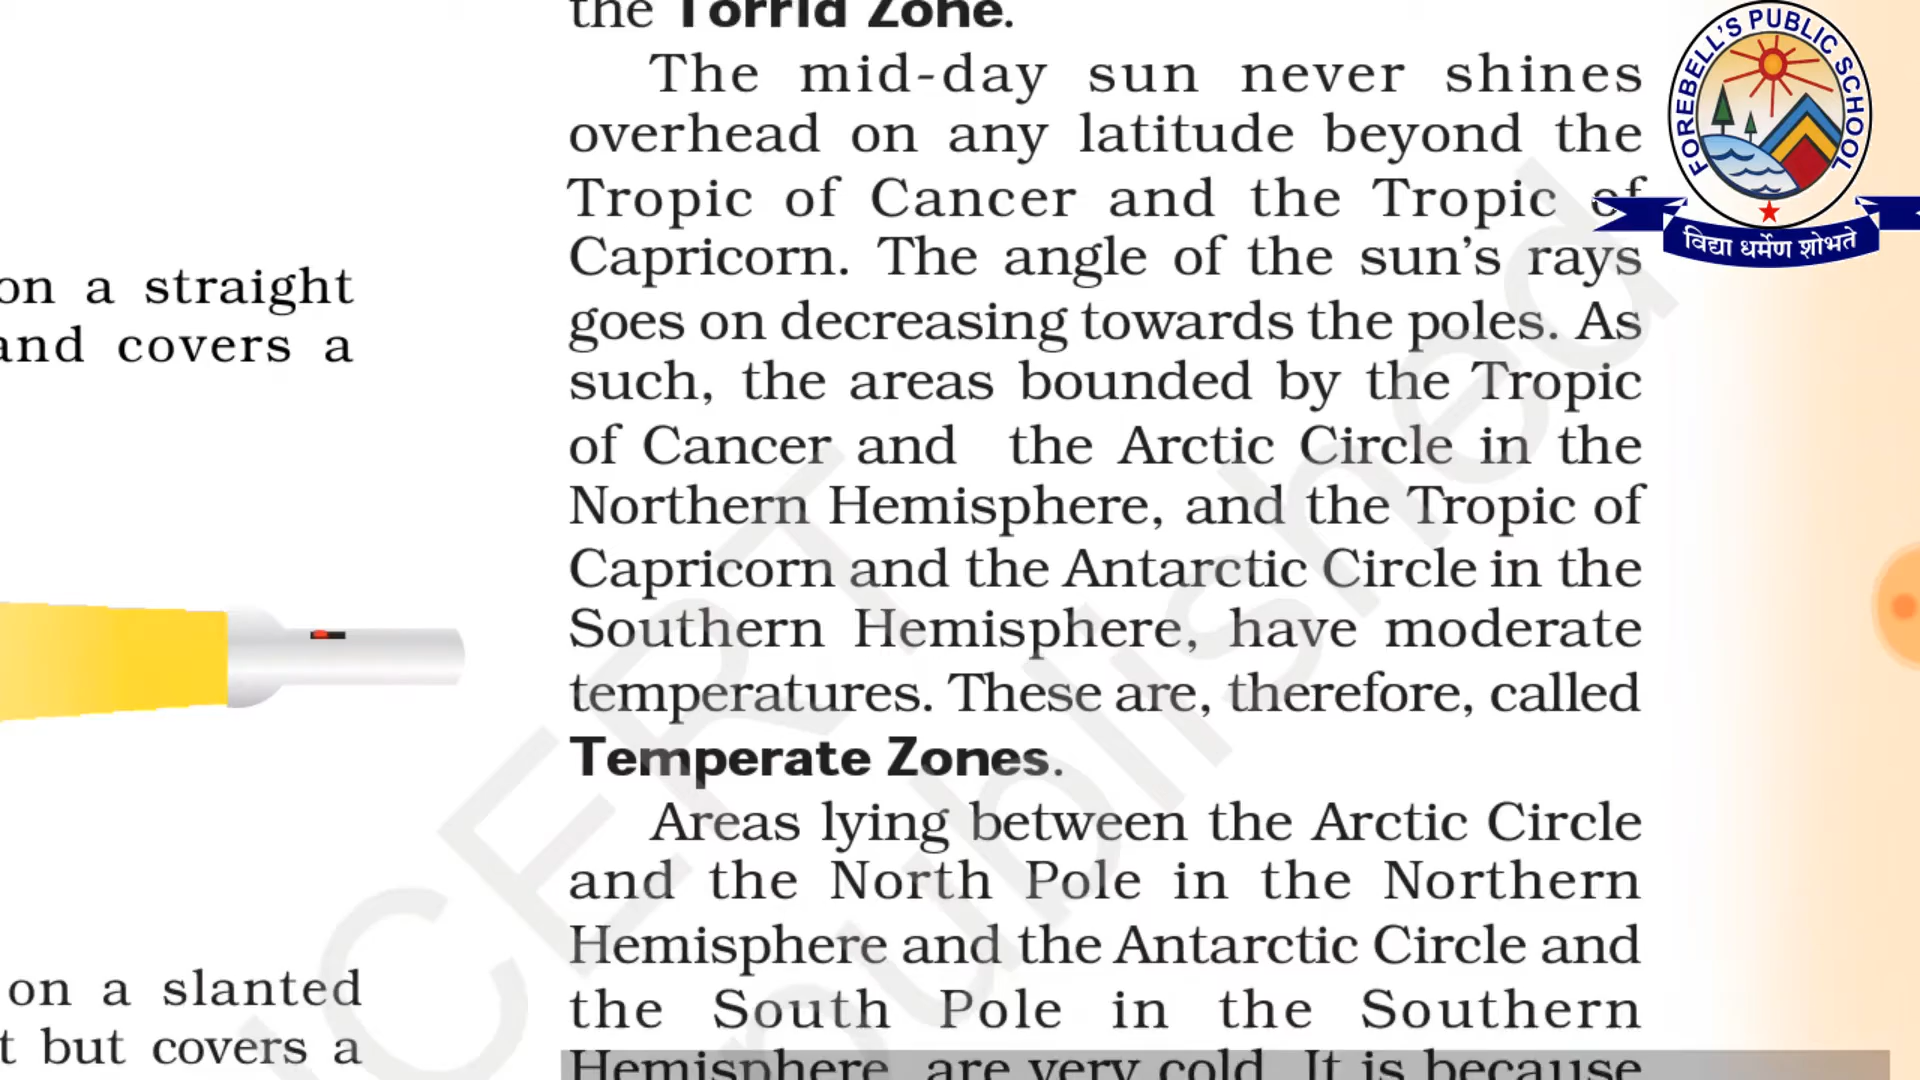 on a straight
and covers a
on a slanted
t but covers a
the Torrid Zone.
The mid-day sun never shines
overhead on any latitude beyond the
Tropic of Cancer and the Tropic of
Capricorn. The angle of the sun's rays
goes on decreasing towards the poles. As
such, the areas bounded by the Tropic
of Cancer and the Arctic Circle in the
Northern Hemisphere, and the Tropic of
Capricorn and the Antarctic Circle in the
Southern Hemisphere, have moderate
temperatures. These are, therefore, called
Temperate Zones.
Areas lying between the Arctic Circle
and the North Pole in the Northern
Hemisphere and the Antarctic Circle and
the South Pole in the Southern
Hemisphere, are very cold. It is because
FOREBELL'S PUBLIC SCHOOL
विद्या धर्मेण शोभते
NCERT
published